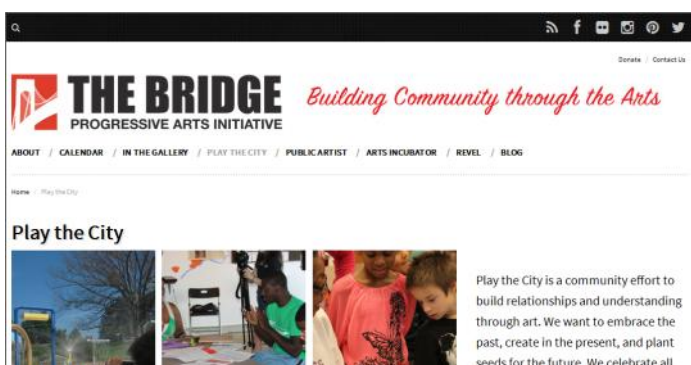 Donate / Contact Us
THE BRIDGE
PROGRESSIVE ARTS INITIATIVE
Building Community through the Arts
ABOUT / CALENDAR / IN THE GALLERY / PLAY THE CITY / PUBLIC ARTIST / ARTS INCUBATOR / REVEL / BLOG
Home / Play the City
Play the City
Play the City is a community effort to
build relationships and understanding
through art. We want to embrace the
past, create in the present, and plant
seeds for the future. We celebrate all